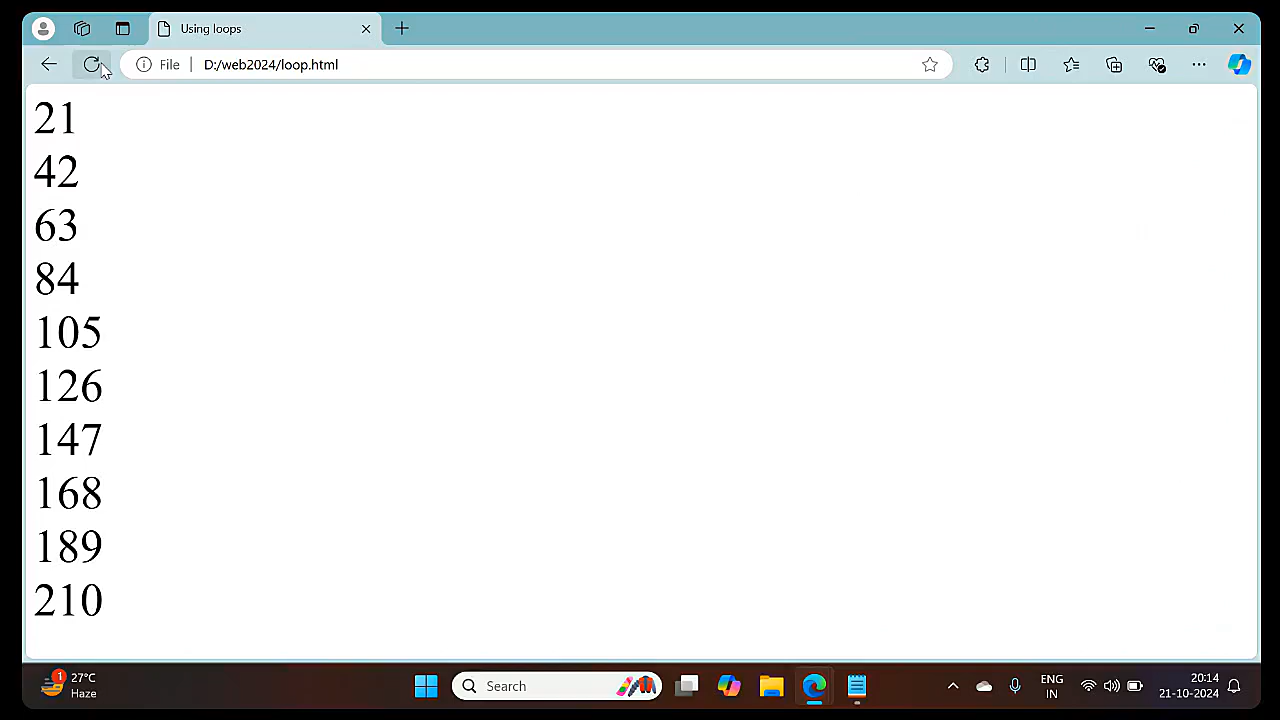 Using loops
File D:/web2024/loop.html
21
42
63
84
105
126
147
168
189
210
1
27°C
Haze
Search
ENG
IN
20:14
21-10-2024